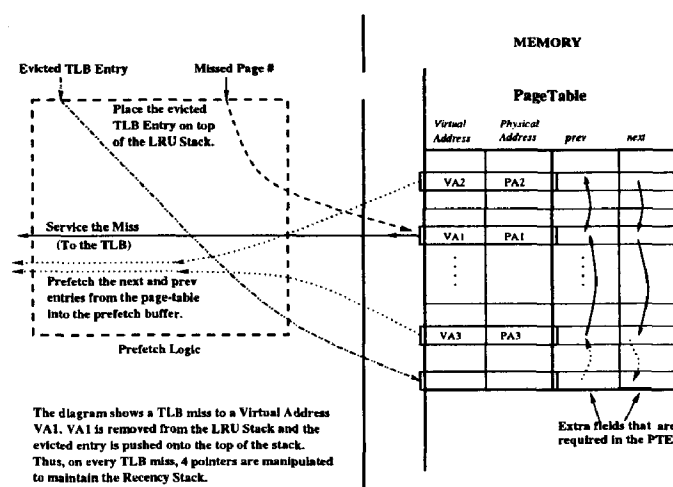 MEMORY
Evicted TLB Entry
Missed Page #
PageTable
Place the evicted
TLB Entry on top
of the LRU Stack.
Virtual Address
Physical Address
prev
next
VA2
PA2
Service the Miss
(To the TLB)
VA1
PA1
Prefetch the next and prev
entries from the page-table
into the prefetch buffer.
VA3
PA3
Prefetch Logic
The diagram shows a TLB miss to a Virtual Address
VA1. VA1 is removed from the LRU Stack and the
evicted entry is pushed onto the top of the stack.
Thus, on every TLB miss, 4 pointers are manipulated
to maintain the Recency Stack.
Extra fields that are
required in the PTE